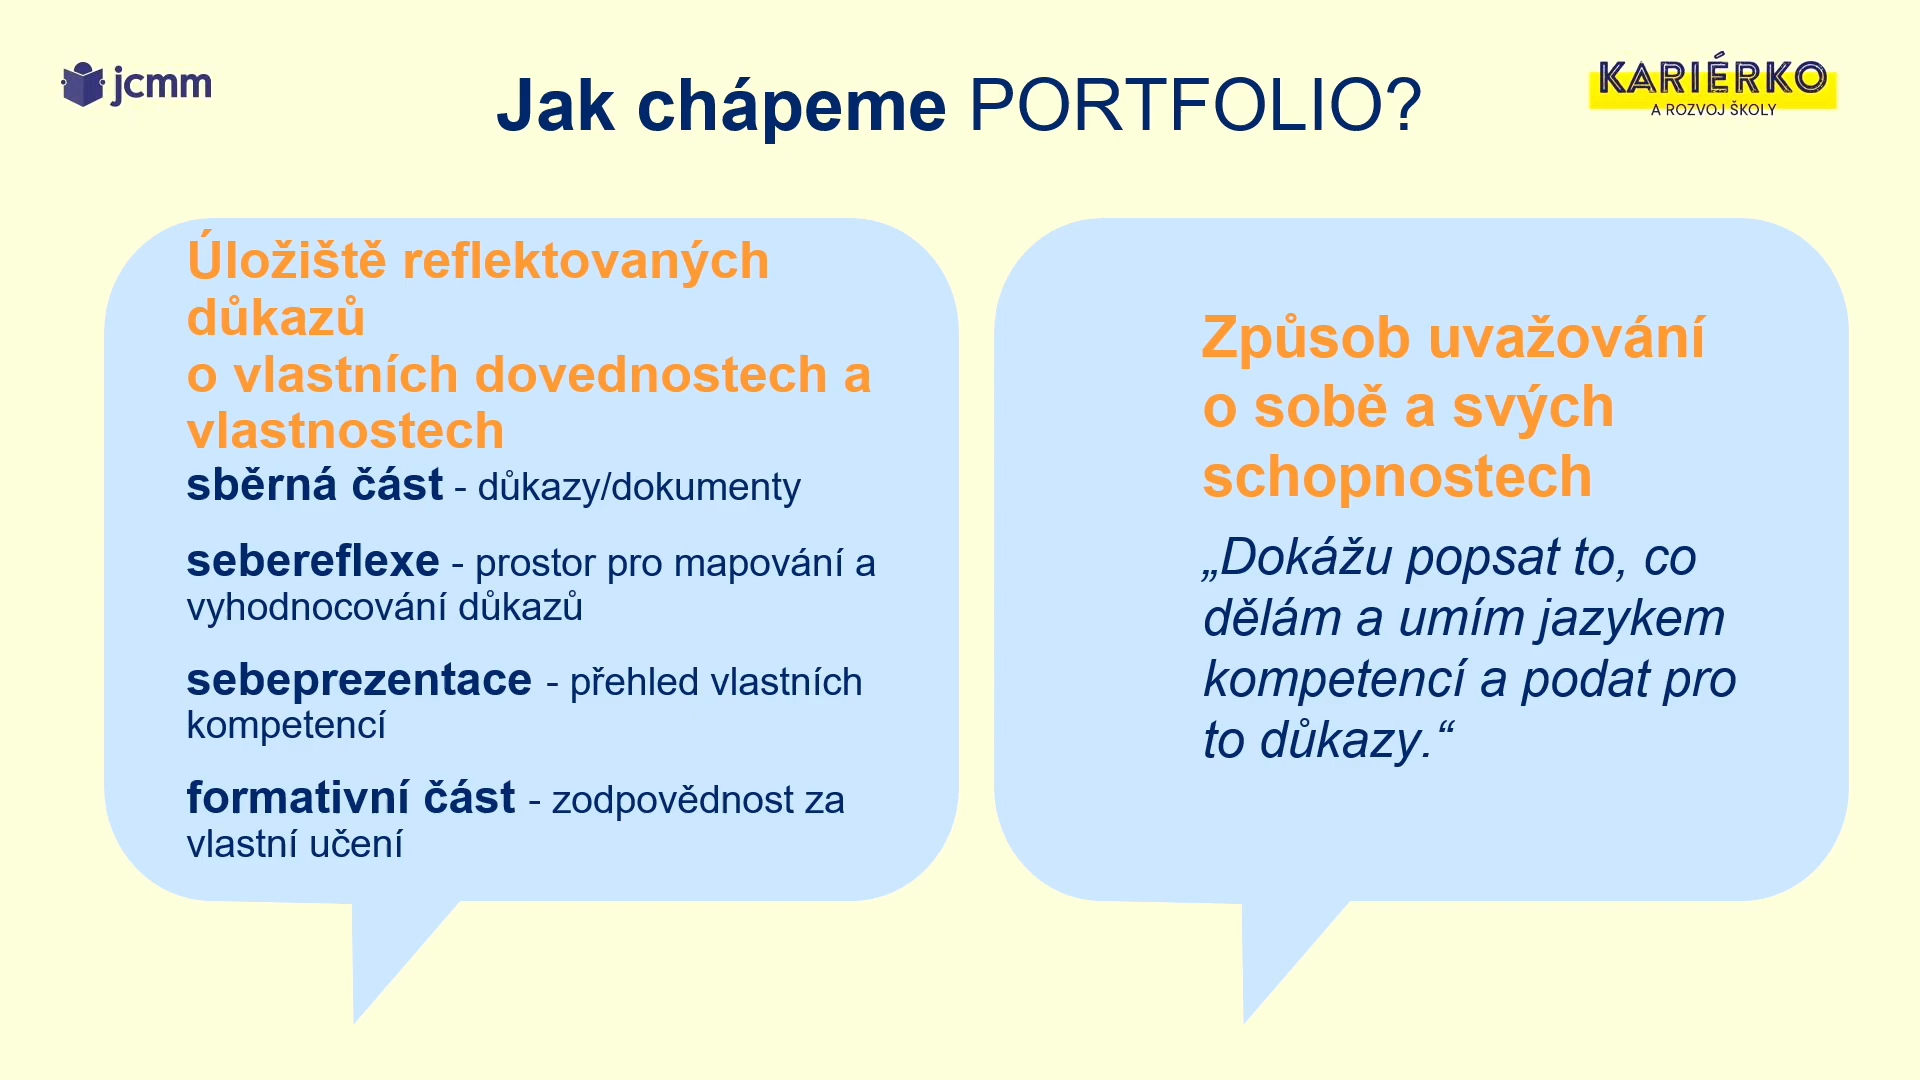 jcmm
Jak chápeme PORTFOLIO?
KARIÉRKO
A ROZVOJ ŠKOLY
Úložiště reflektovaných
důkazů
o vlastních dovednostech a
vlastnostech
sběrná část - důkazy/dokumenty
sebereflexe - prostor pro mapování a
vyhodnocování důkazů
sebeprezentace - přehled vlastních
kompetencí
formativní část - zodpovědnost za
vlastní učení
Způsob uvažování
o sobě a svých
schopnostech
„Dokážu popsat to, co
dělám a umím jazykem
kompetencí a podat pro
to důkazy.“